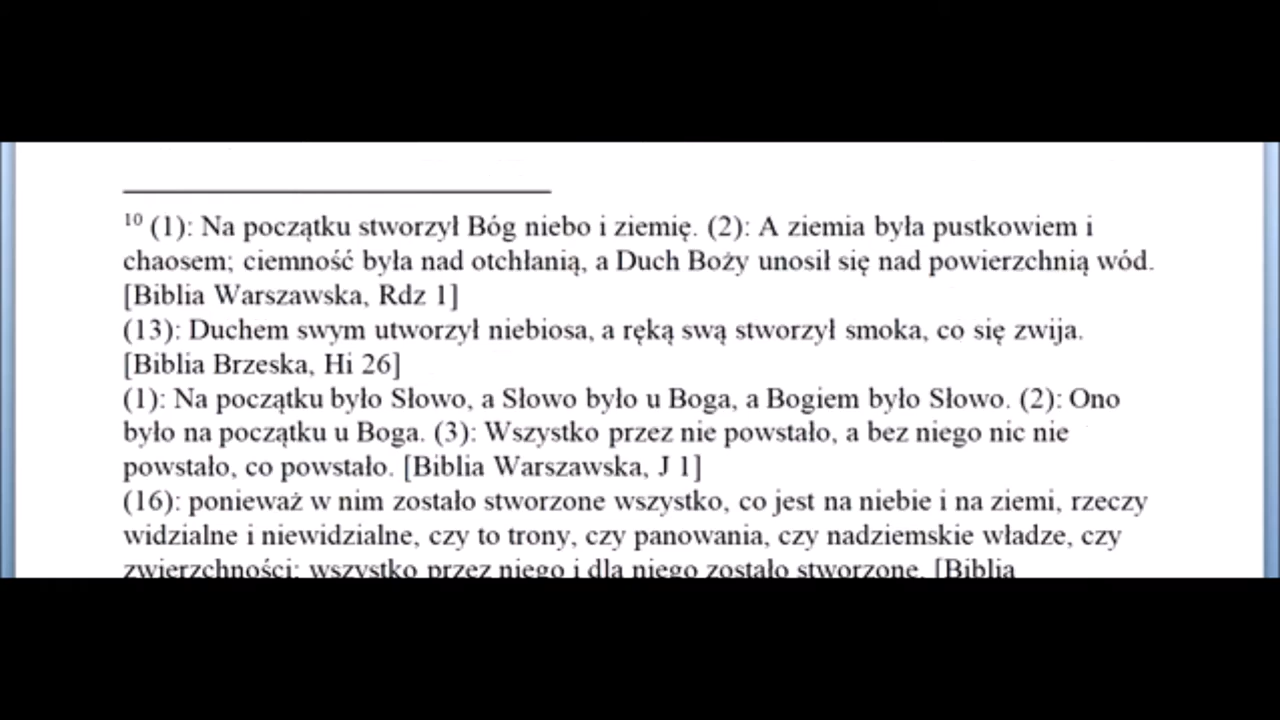 10 (1): Na początku stworzył Bóg niebo i ziemię. (2): A ziemia była pustkowiem i
chaosem; ciemność była nad otchłanią, a Duch Boży unosił się nad powierzchnią wód.
[Biblia Warszawska, Rdz 1]
(13): Duchem swym utworzył niebiosa, a ręką swą stworzył smoka, co się zwija.
[Biblia Brzeska, Hi 26]
(1): Na początku było Słowo, a Słowo było u Boga, a Bogiem było Słowo. (2): Ono
było na początku u Boga. (3): Wszystko przez nie powstało, a bez niego nic nie
powstało, co powstało. [Biblia Warszawska, J 1]
(16): ponieważ w nim zostało stworzone wszystko, co jest na niebie i na ziemi, rzeczy
widzialne i niewidzialne, czy to trony, czy panowania, czy nadziemskie władze, czy
zwierzchności; wszystko przez niego i dla niego zostało stworzone. [Biblia